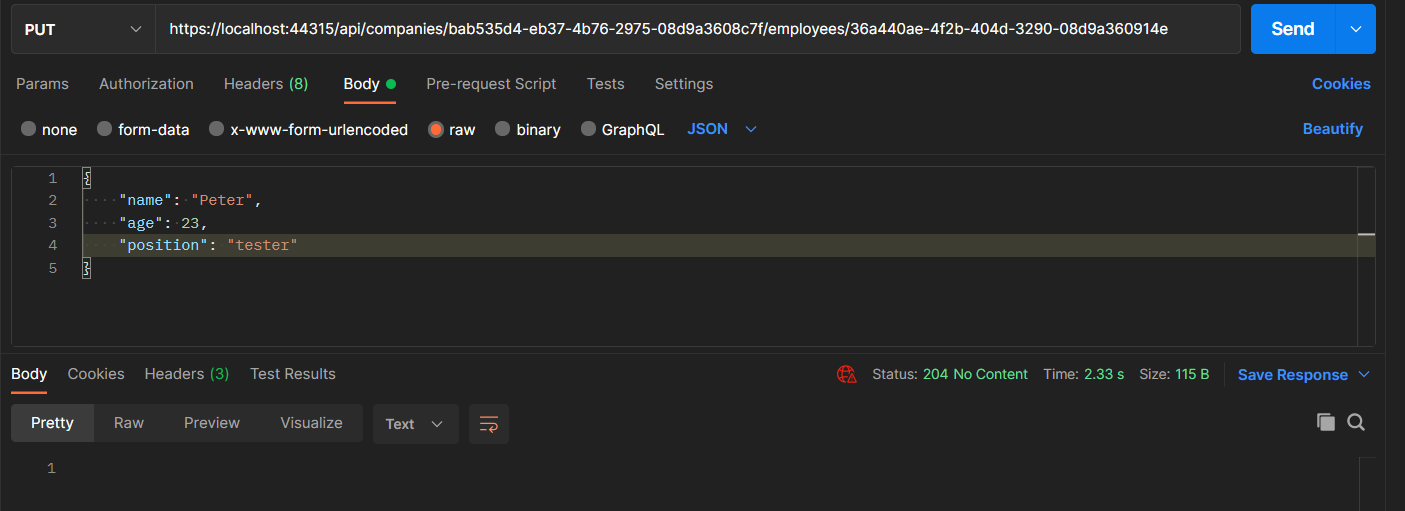 PUT https://localhost:44315/api/companies/bab535d4-eb37-4b76-2975-08d9a3608c7f/employees/36a440ae-4f2b-404d-3290-08d9a360914e Send
Params Authorization Headers (8) Body Pre-request Script Tests Settings Cookies
none form-data x-www-form-urlencoded raw binary GraphQL JSON Beautify
1 {
2 "name": "Peter",
3 "age": 23,
4 "position": "tester"
5 }
Body Cookies Headers (3) Test Results Status: 204 No Content Time: 2.33 s Size: 115 B Save Response
Pretty Raw Preview Visualize Text
1